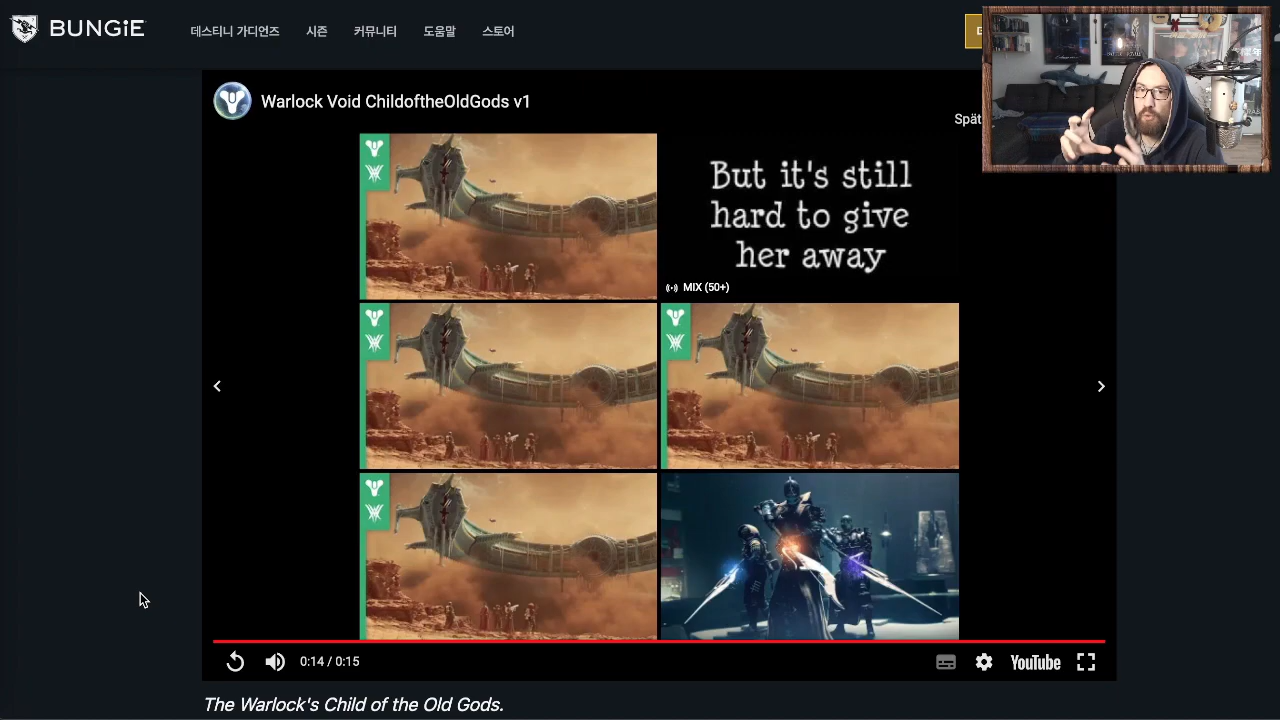 BUNGiE
데스티니 가디언즈
시즌
커뮤니티
도움말
스토어
Warlock Void ChildoftheOldGods v1
Spät
But it's still
hard to give
her away
MIX (50+)
0:14 / 0:15
YouTube
The Warlock's Child of the Old Gods.